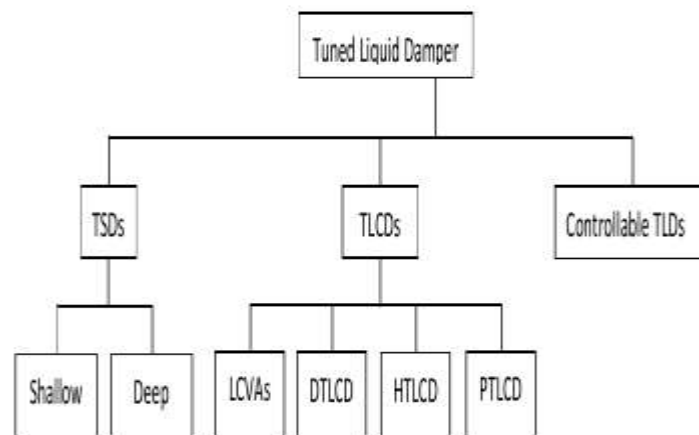 Tuned Liquid Damper
TSDs
TLCDs
Controllable TLDs
Shallow
Deep
LCVAs
DTLCD
HTLCD
PTLCD